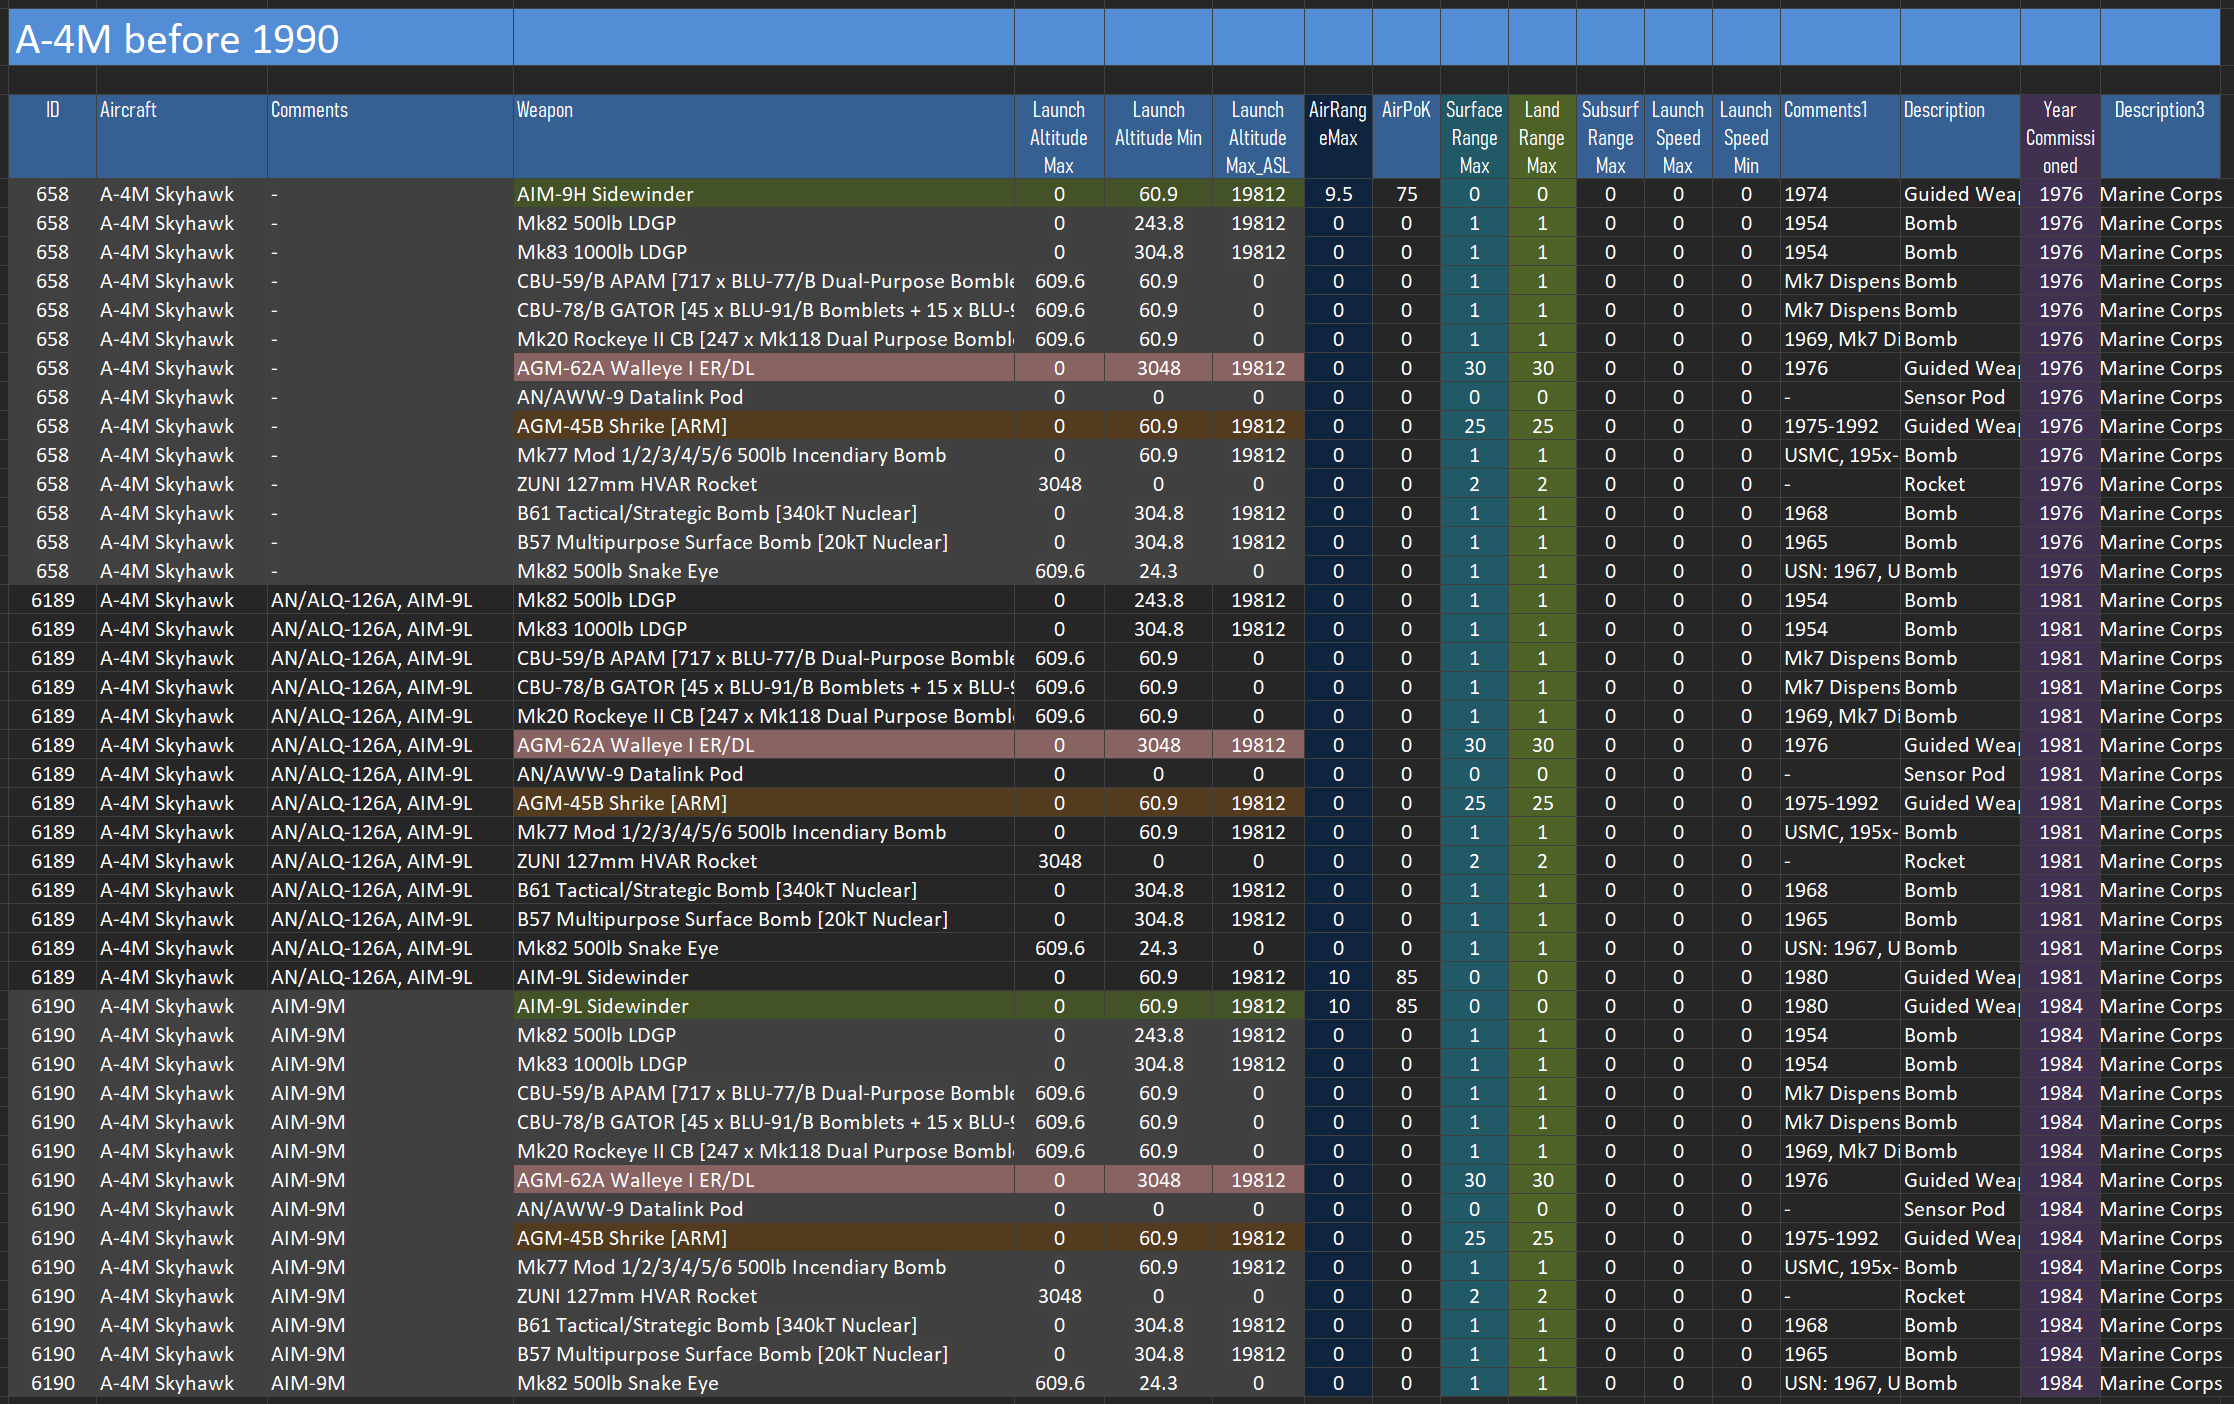 A-4M before 1990
ID Aircraft Comments Weapon Launch Altitude Max Launch Altitude Min Launch Altitude Max_ASL AirRangeMax AirPoK Surface Range Max Land Range Max Subsurf Range Max Launch Speed Max Launch Speed Min Comments1 Description Year Commissioned Description3
658 A-4M Skyhawk - AIM-9H Sidewinder 0 60.9 19812 9.5 75 0 0 0 0 0 1974 Guided Weap 1976 Marine Corps
658 A-4M Skyhawk - Mk82 500lb LDGP 0 243.8 19812 0 0 1 1 0 0 0 1954 Bomb 1976 Marine Corps
658 A-4M Skyhawk - Mk83 1000lb LDGP 0 304.8 19812 0 0 1 1 0 0 0 1954 Bomb 1976 Marine Corps
658 A-4M Skyhawk - CBU-59/B APAM [717 x BLU-77/B Dual-Purpose Bomble 609.6 60.9 0 0 0 1 1 0 0 0 Mk7 Dispens Bomb 1976 Marine Corps
658 A-4M Skyhawk - CBU-78/B GATOR [45 x BLU-91/B Bomblets + 15 x BLU-9 609.6 60.9 0 0 0 1 1 0 0 0 Mk7 Dispens Bomb 1976 Marine Corps
658 A-4M Skyhawk - Mk20 Rockeye II CB [247 x Mk118 Dual Purpose Bombl 609.6 60.9 0 0 0 1 1 0 0 0 1969, Mk7 Di Bomb 1976 Marine Corps
658 A-4M Skyhawk - AGM-62A Walleye I ER/DL 0 3048 19812 0 0 30 30 0 0 0 1976 Guided Weap 1976 Marine Corps
658 A-4M Skyhawk - AN/AWW-9 Datalink Pod 0 0 0 0 0 0 0 0 0 0 - Sensor Pod 1976 Marine Corps
658 A-4M Skyhawk - AGM-45B Shrike [ARM] 0 60.9 19812 0 0 25 25 0 0 0 1975-1992 Guided Weap 1976 Marine Corps
658 A-4M Skyhawk - Mk77 Mod 1/2/3/4/5/6 500lb Incendiary Bomb 0 60.9 19812 0 0 1 1 0 0 0 USMC, 195x- Bomb 1976 Marine Corps
658 A-4M Skyhawk - ZUNI 127mm HVAR Rocket 3048 0 0 0 0 2 2 0 0 0 - Rocket 1976 Marine Corps
658 A-4M Skyhawk - B61 Tactical/Strategic Bomb [340kT Nuclear] 0 304.8 19812 0 0 1 1 0 0 0 1968 Bomb 1976 Marine Corps
658 A-4M Skyhawk - B57 Multipurpose Surface Bomb [20kT Nuclear] 0 304.8 19812 0 0 1 1 0 0 0 1965 Bomb 1976 Marine Corps
658 A-4M Skyhawk - Mk82 500lb Snake Eye 609.6 24.3 0 0 0 1 1 0 0 0 USN: 1967, U Bomb 1976 Marine Corps
6189 A-4M Skyhawk AN/ALQ-126A, AIM-9L Mk82 500lb LDGP 0 243.8 19812 0 0 1 1 0 0 0 1954 Bomb 1981 Marine Corps
6189 A-4M Skyhawk AN/ALQ-126A, AIM-9L Mk83 1000lb LDGP 0 304.8 19812 0 0 1 1 0 0 0 1954 Bomb 1981 Marine Corps
6189 A-4M Skyhawk AN/ALQ-126A, AIM-9L CBU-59/B APAM [717 x BLU-77/B Dual-Purpose Bomble 609.6 60.9 0 0 0 1 1 0 0 0 Mk7 Dispens Bomb 1981 Marine Corps
6189 A-4M Skyhawk AN/ALQ-126A, AIM-9L CBU-78/B GATOR [45 x BLU-91/B Bomblets + 15 x BLU-9 609.6 60.9 0 0 0 1 1 0 0 0 Mk7 Dispens Bomb 1981 Marine Corps
6189 A-4M Skyhawk AN/ALQ-126A, AIM-9L Mk20 Rockeye II CB [247 x Mk118 Dual Purpose Bombl 609.6 60.9 0 0 0 1 1 0 0 0 1969, Mk7 Di Bomb 1981 Marine Corps
6189 A-4M Skyhawk AN/ALQ-126A, AIM-9L AGM-62A Walleye I ER/DL 0 3048 19812 0 0 30 30 0 0 0 1976 Guided Weap 1981 Marine Corps
6189 A-4M Skyhawk AN/ALQ-126A, AIM-9L AN/AWW-9 Datalink Pod 0 0 0 0 0 0 0 0 0 0 - Sensor Pod 1981 Marine Corps
6189 A-4M Skyhawk AN/ALQ-126A, AIM-9L AGM-45B Shrike [ARM] 0 60.9 19812 0 0 25 25 0 0 0 1975-1992 Guided Weap 1981 Marine Corps
6189 A-4M Skyhawk AN/ALQ-126A, AIM-9L Mk77 Mod 1/2/3/4/5/6 500lb Incendiary Bomb 0 60.9 19812 0 0 1 1 0 0 0 USMC, 195x- Bomb 1981 Marine Corps
6189 A-4M Skyhawk AN/ALQ-126A, AIM-9L ZUNI 127mm HVAR Rocket 3048 0 0 0 0 2 2 0 0 0 - Rocket 1981 Marine Corps
6189 A-4M Skyhawk AN/ALQ-126A, AIM-9L B61 Tactical/Strategic Bomb [340kT Nuclear] 0 304.8 19812 0 0 1 1 0 0 0 1968 Bomb 1981 Marine Corps
6189 A-4M Skyhawk AN/ALQ-126A, AIM-9L B57 Multipurpose Surface Bomb [20kT Nuclear] 0 304.8 19812 0 0 1 1 0 0 0 1965 Bomb 1981 Marine Corps
6189 A-4M Skyhawk AN/ALQ-126A, AIM-9L Mk82 500lb Snake Eye 609.6 24.3 0 0 0 1 1 0 0 0 USN: 1967, U Bomb 1981 Marine Corps
6189 A-4M Skyhawk AN/ALQ-126A, AIM-9L AIM-9L Sidewinder 0 60.9 19812 10 85 0 0 0 0 0 1980 Guided Weap 1981 Marine Corps
6190 A-4M Skyhawk AIM-9M AIM-9L Sidewinder 0 60.9 19812 10 85 0 0 0 0 0 1980 Guided Weap 1984 Marine Corps
6190 A-4M Skyhawk AIM-9M Mk82 500lb LDGP 0 243.8 19812 0 0 1 1 0 0 0 1954 Bomb 1984 Marine Corps
6190 A-4M Skyhawk AIM-9M Mk83 1000lb LDGP 0 304.8 19812 0 0 1 1 0 0 0 1954 Bomb 1984 Marine Corps
6190 A-4M Skyhawk AIM-9M CBU-59/B APAM [717 x BLU-77/B Dual-Purpose Bomble 609.6 60.9 0 0 0 1 1 0 0 0 Mk7 Dispens Bomb 1984 Marine Corps
6190 A-4M Skyhawk AIM-9M CBU-78/B GATOR [45 x BLU-91/B Bomblets + 15 x BLU-9 609.6 60.9 0 0 0 1 1 0 0 0 Mk7 Dispens Bomb 1984 Marine Corps
6190 A-4M Skyhawk AIM-9M Mk20 Rockeye II CB [247 x Mk118 Dual Purpose Bombl 609.6 60.9 0 0 0 1 1 0 0 0 1969, Mk7 Di Bomb 1984 Marine Corps
6190 A-4M Skyhawk AIM-9M AGM-62A Walleye I ER/DL 0 3048 19812 0 0 30 30 0 0 0 1976 Guided Weap 1984 Marine Corps
6190 A-4M Skyhawk AIM-9M AN/AWW-9 Datalink Pod 0 0 0 0 0 0 0 0 0 0 - Sensor Pod 1984 Marine Corps
6190 A-4M Skyhawk AIM-9M AGM-45B Shrike [ARM] 0 60.9 19812 0 0 25 25 0 0 0 1975-1992 Guided Weap 1984 Marine Corps
6190 A-4M Skyhawk AIM-9M Mk77 Mod 1/2/3/4/5/6 500lb Incendiary Bomb 0 60.9 19812 0 0 1 1 0 0 0 USMC, 195x- Bomb 1984 Marine Corps
6190 A-4M Skyhawk AIM-9M ZUNI 127mm HVAR Rocket 3048 0 0 0 0 2 2 0 0 0 - Rocket 1984 Marine Corps
6190 A-4M Skyhawk AIM-9M B61 Tactical/Strategic Bomb [340kT Nuclear] 0 304.8 19812 0 0 1 1 0 0 0 1968 Bomb 1984 Marine Corps
6190 A-4M Skyhawk AIM-9M B57 Multipurpose Surface Bomb [20kT Nuclear] 0 304.8 19812 0 0 1 1 0 0 0 1965 Bomb 1984 Marine Corps
6190 A-4M Skyhawk AIM-9M Mk82 500lb Snake Eye 609.6 24.3 0 0 0 1 1 0 0 0 USN: 1967, U Bomb 1984 Marine Corps